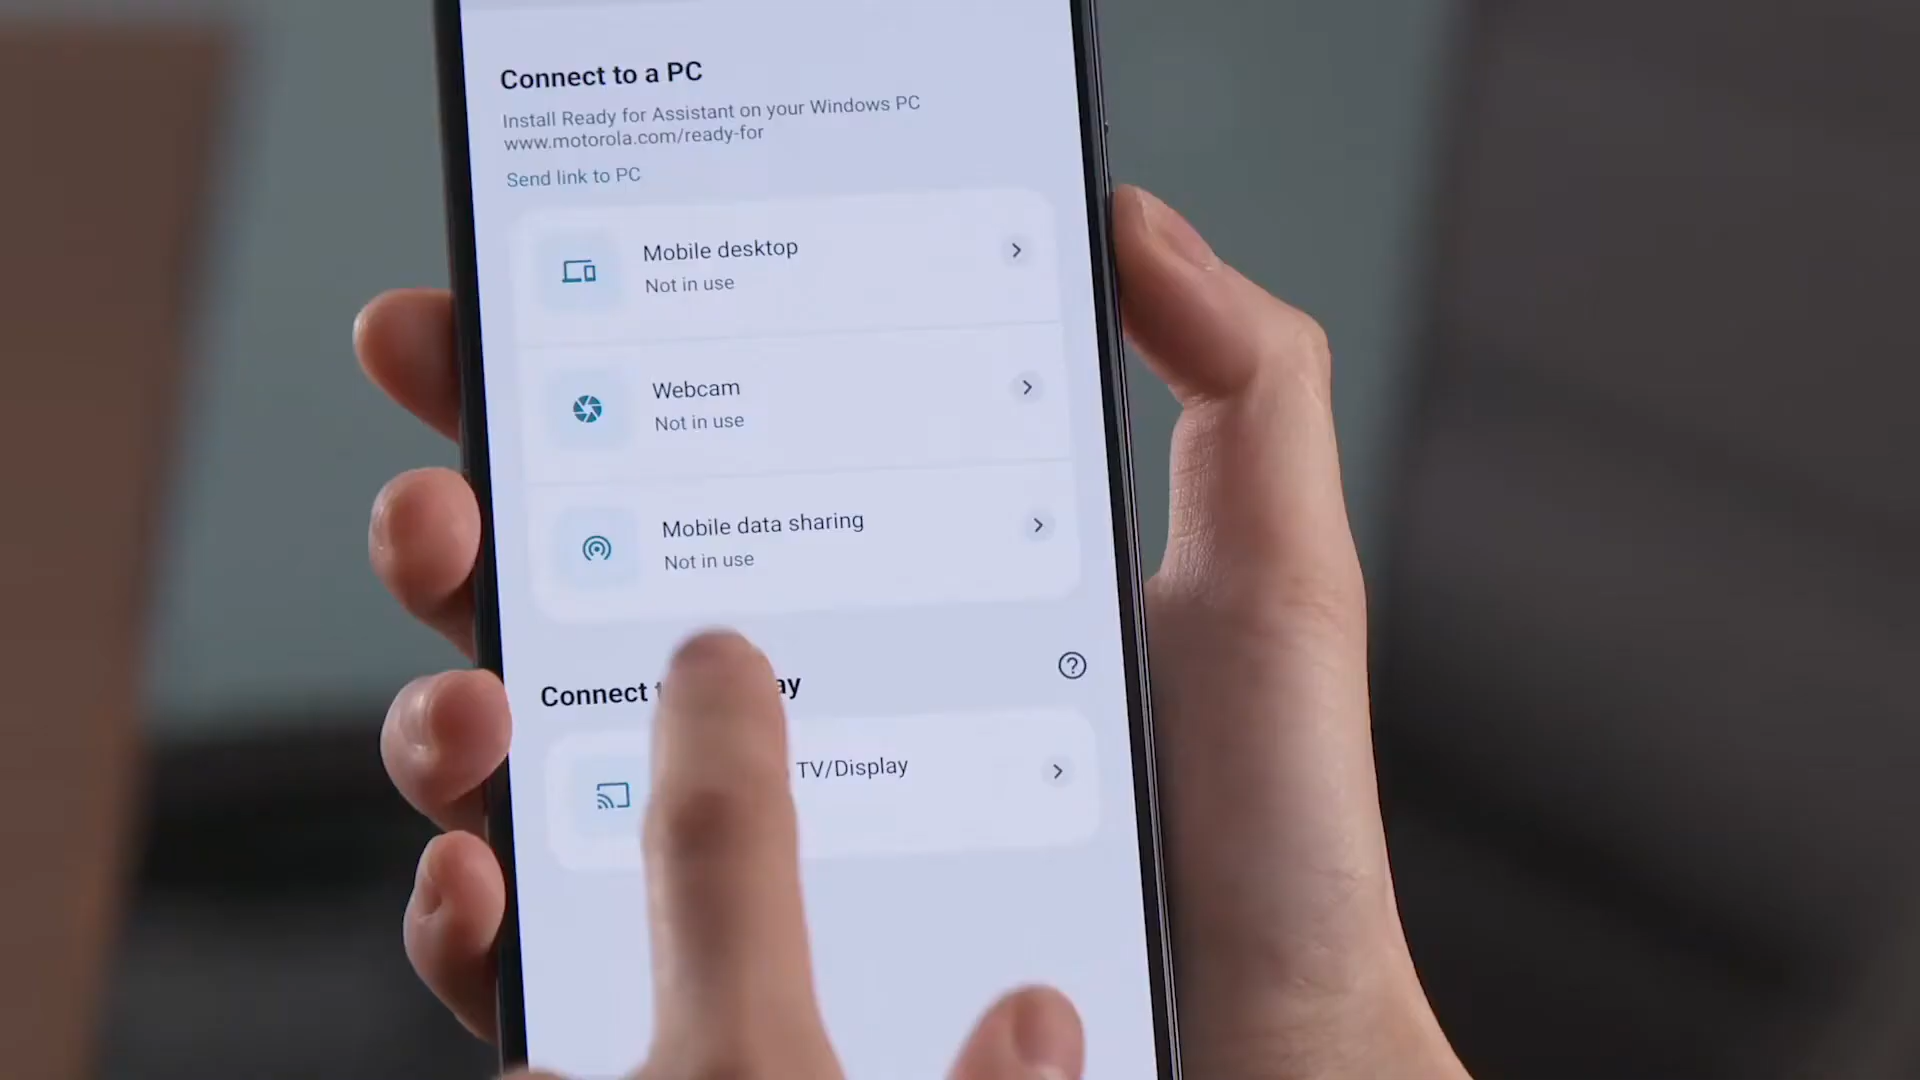 Connect to a PC
Install Ready for Assistant on your Windows PC
www.motorola.com/ready-for
Send link to PC
Mobile desktop
Not in use
Webcam
Not in use
Mobile data sharing
Not in use
Connect
TV/Display